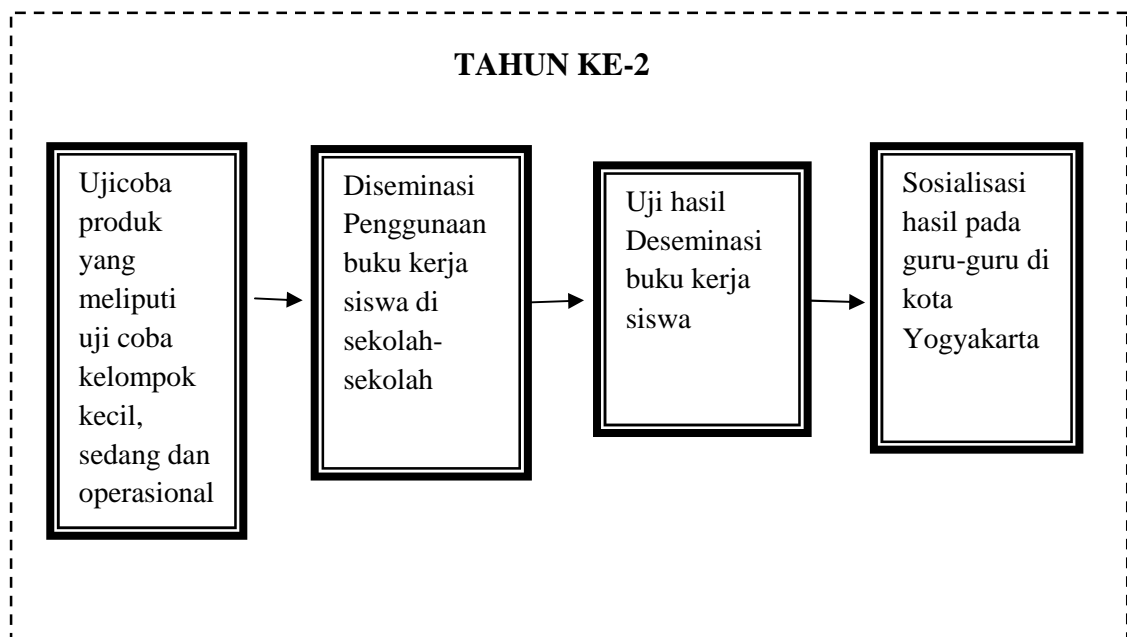 TAHUN KE-2
Ujicoba
produk
yang
meliputi
uji coba
kelompok
kecil,
sedang dan
operasional
Diseminasi
Penggunaan
buku kerja
siswa di
sekolah-
sekolah
Uji hasil
Deseminasi
buku kerja
siswa
Sosialisasi
hasil pada
guru-guru di
kota
Yogyakarta